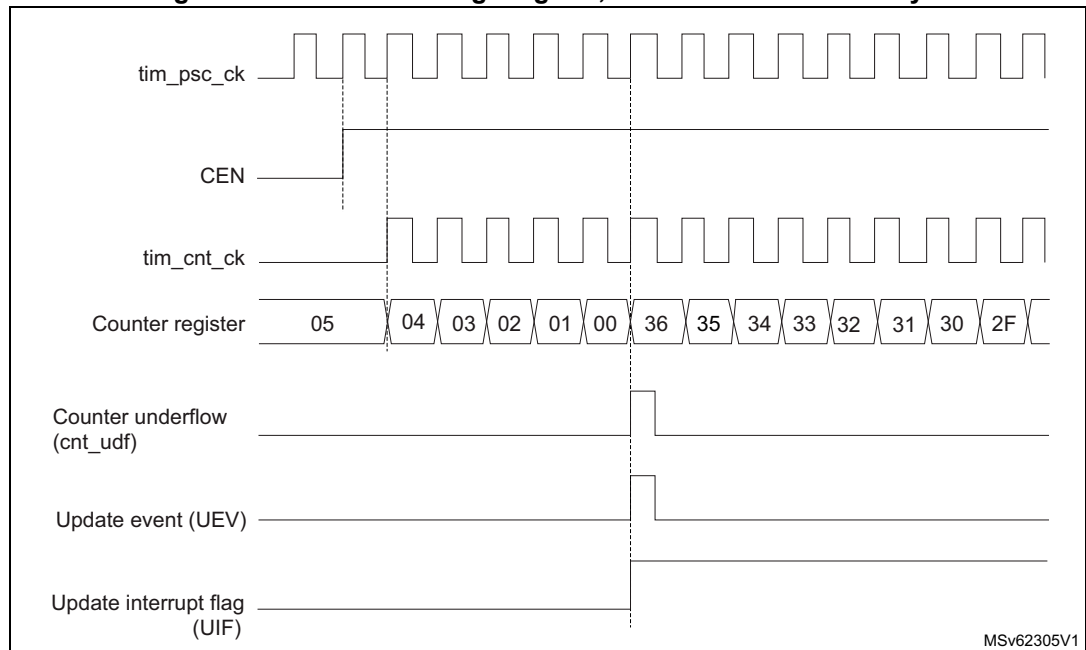 tim_psc_ck
CEN
tim_cnt_ck
Counter register 05 04 03 02 01 00 36 35 34 33 32 31 30 2F
Counter underflow
(cnt_udf)
Update event (UEV)
Update interrupt flag
(UIF)
MSv62305V1